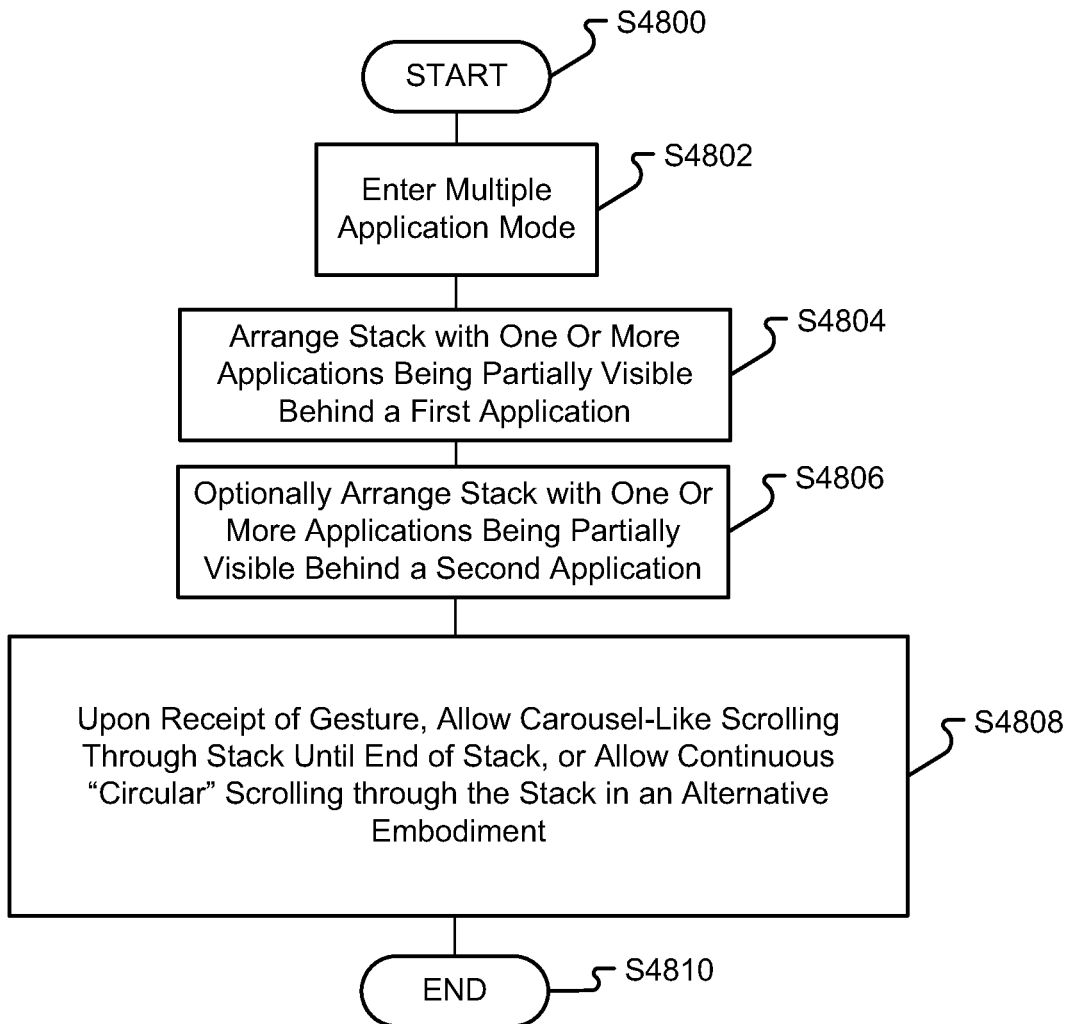 S4800
START
S4802
Enter Multiple
Application Mode
S4804
Arrange Stack with One Or More
Applications Being Partially Visible
Behind a First Application
S4806
Optionally Arrange Stack with One Or
More Applications Being Partially
Visible Behind a Second Application
S4808
Upon Receipt of Gesture, Allow Carousel-Like Scrolling
Through Stack Until End of Stack, or Allow Continuous
“Circular” Scrolling through the Stack in an Alternative
Embodiment
S4810
END